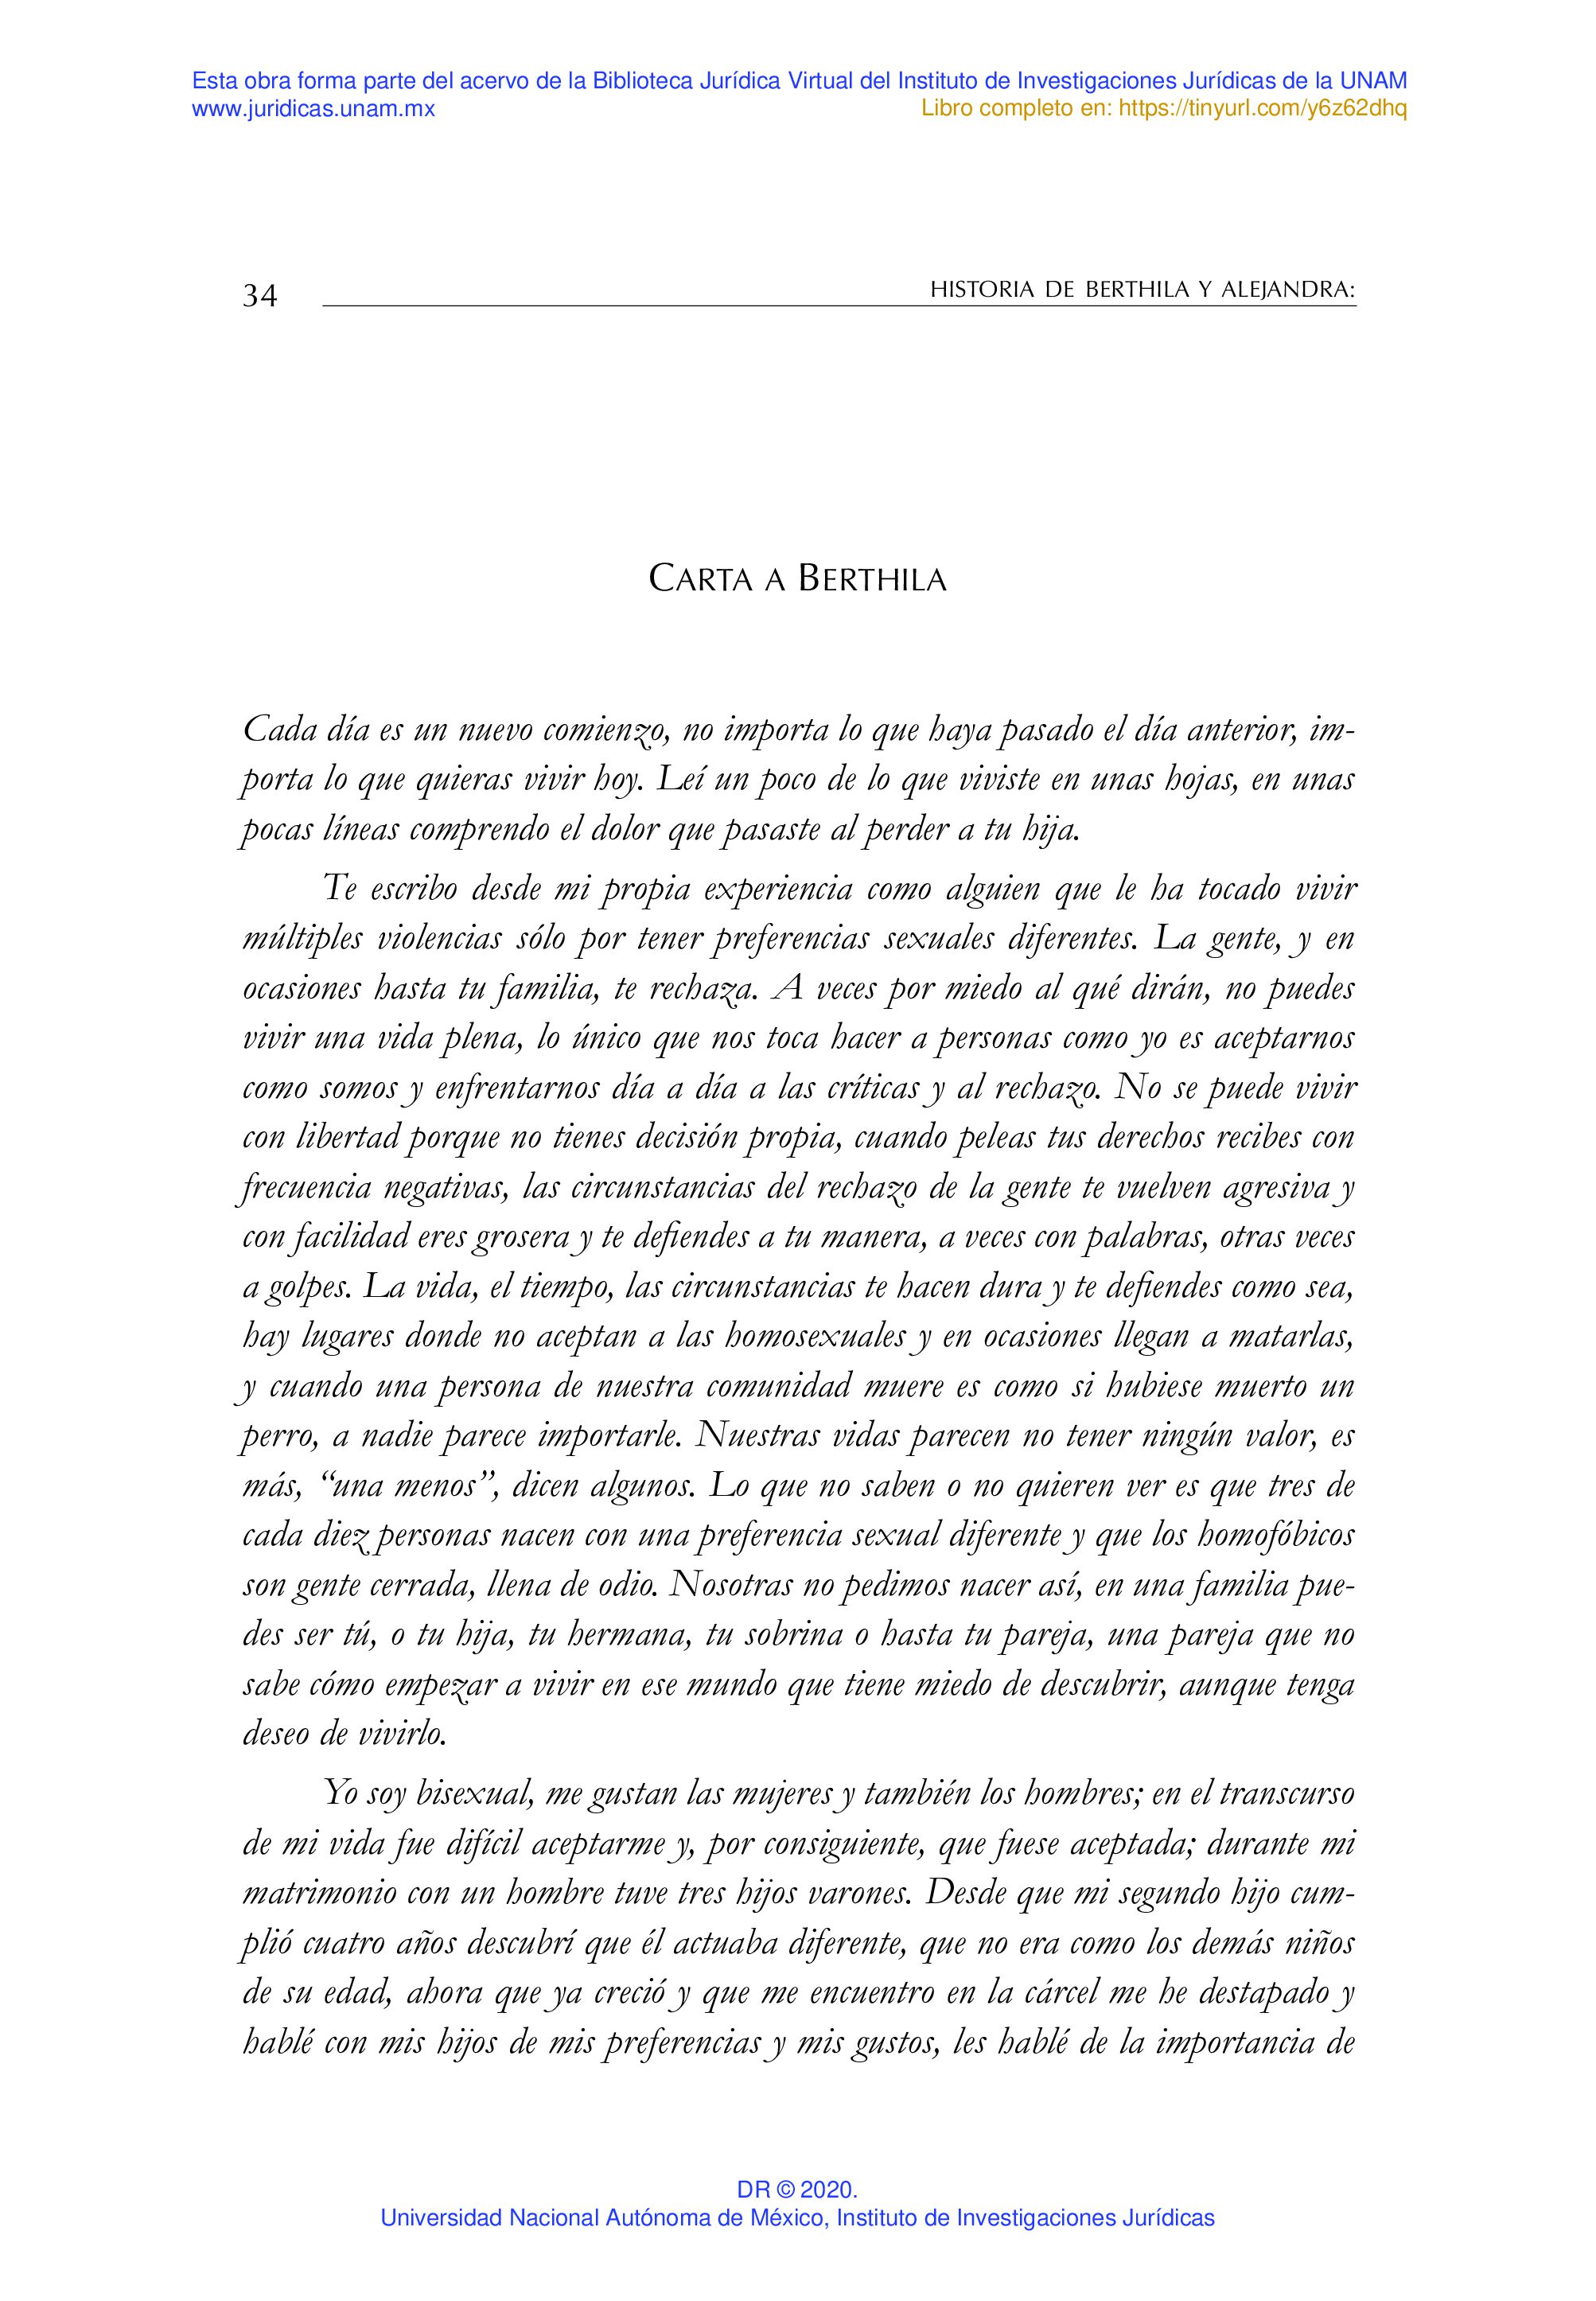 Esta obra forma parte del acervo de la Biblioteca Jurídica Virtual del Instituto de Investigaciones Jurídicas de la UNAM
www.juridicas.unam.mx
Libro completo en: https://tinyurl.com/y6z62dhq
34
HISTORIA DE BERTHILA Y ALEJANDRA:
CARTA A BERTHILA
Cada día es un nuevo comienzo, no importa lo que haya pasado el día anterior, im-
porta lo que quieras vivir hoy. Leí un poco de lo que viviste en unas hojas, en unas
pocas líneas comprendo el dolor que pasaste al perder a tu hija.
Te escribo desde mi propia experiencia como alguien que le ha tocado vivir
múltiples violencias sólo por tener preferencias sexuales diferentes. La gente, y en
ocasiones hasta tu familia, te rechaza. A veces por miedo al qué dirán, no puedes
vivir una vida plena, lo único que nos toca hacer a personas como yo es aceptarnos
como somos y enfrentarnos día a día a las críticas y al rechazo. No se puede vivir
con libertad porque no tienes decisión propia, cuando peleas tus derechos recibes con
frecuencia negativas, las circunstancias del rechazo de la gente te vuelven agresiva y
con facilidad eres grosera y te defiendes a tu manera, a veces con palabras, otras veces
a golpes. La vida, el tiempo, las circunstancias te hacen dura y te defiendes como sea,
hay lugares donde no aceptan a las homosexuales y en ocasiones llegan a matarlas,
y cuando una persona de nuestra comunidad muere es como si hubiese muerto un
perro, a nadie parece importarle. Nuestras vidas parecen no tener ningún valor, es
más, “una menos”, dicen algunos. Lo que no saben o no quieren ver es que tres de
cada diez personas nacen con una preferencia sexual diferente y que los homofóbicos
son gente cerrada, llena de odio. Nosotras no pedimos nacer así, en una familia pue-
des ser tú, o tu hija, tu hermana, tu sobrina o hasta tu pareja, una pareja que no
sabe cómo empezar a vivir en ese mundo que tiene miedo de descubrir, aunque tenga
deseo de vivirlo.
Yo soy bisexual, me gustan las mujeres y también los hombres; en el transcurso
de mi vida fue difícil aceptarme y, por consiguiente, que fuese aceptada; durante mi
matrimonio con un hombre tuve tres hijos varones. Desde que mi segundo hijo cum-
plió cuatro años descubrí que él actuaba diferente, que no era como los demás niños
de su edad, ahora que ya creció y que me encuentro en la cárcel me he destapado y
hablé con mis hijos de mis preferencias y mis gustos, les hablé de la importancia de
DR © 2020.
Universidad Nacional Autónoma de México, Instituto de Investigaciones Jurídicas